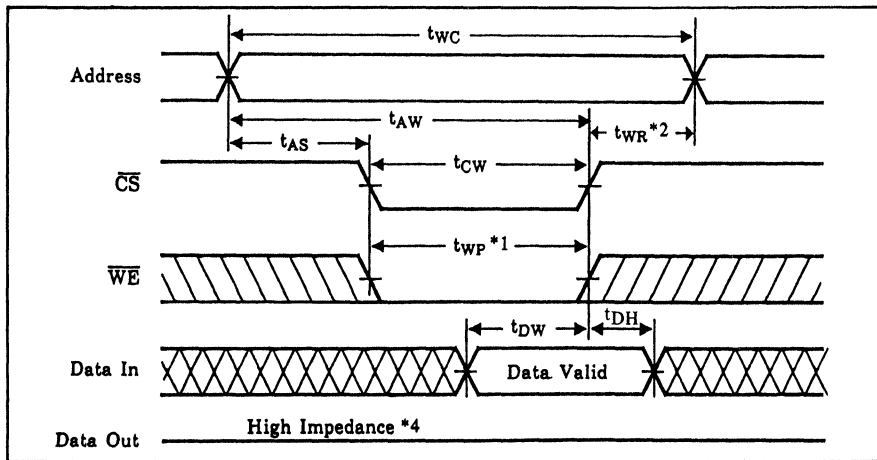 tWC
Address
tAW
tAS
tWR *2
CS
tCW
WE
tWP *1
tDW
tDH
Data In
Data Valid
High Impedance *4
Data Out